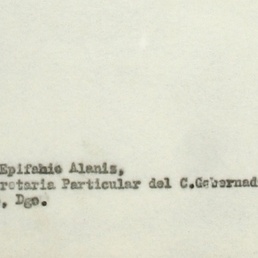 Epifanio Alanis,
retaria Particular del C.Gobernad
, Dgo.